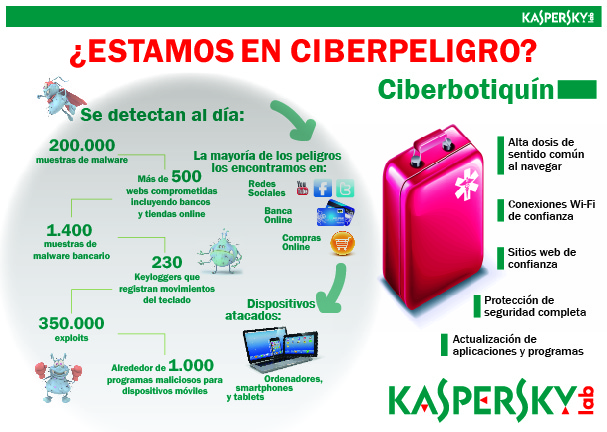 KASPERSKY lab
¿ESTAMOS EN CIBERPELIGRO?
Ciberbotiquín
Se detectan al día:
200.000
muestras de malware
Más de 500
webs comprometidas
incluyendo bancos
y tiendas online
1.400
muestras de
malware bancario
230
Keyloggers que
registran movimientos
del teclado
350.000
exploits
Alrededor de 1.000
programas maliciosos para
dispositivos móviles
La mayoría de los peligros
los encontramos en:
Redes
Sociales
You
Tube
Banca
Online
Compras
Online
Dispositivos
atacados:
Ordenadores,
smartphones
y tablets
Alta dosis de
sentido común
al navegar
Conexiones Wi-Fi
de confianza
Sitios web de
confianza
Protección de
seguridad completa
Actualización de
aplicaciones y programas
KASPERSKY lab